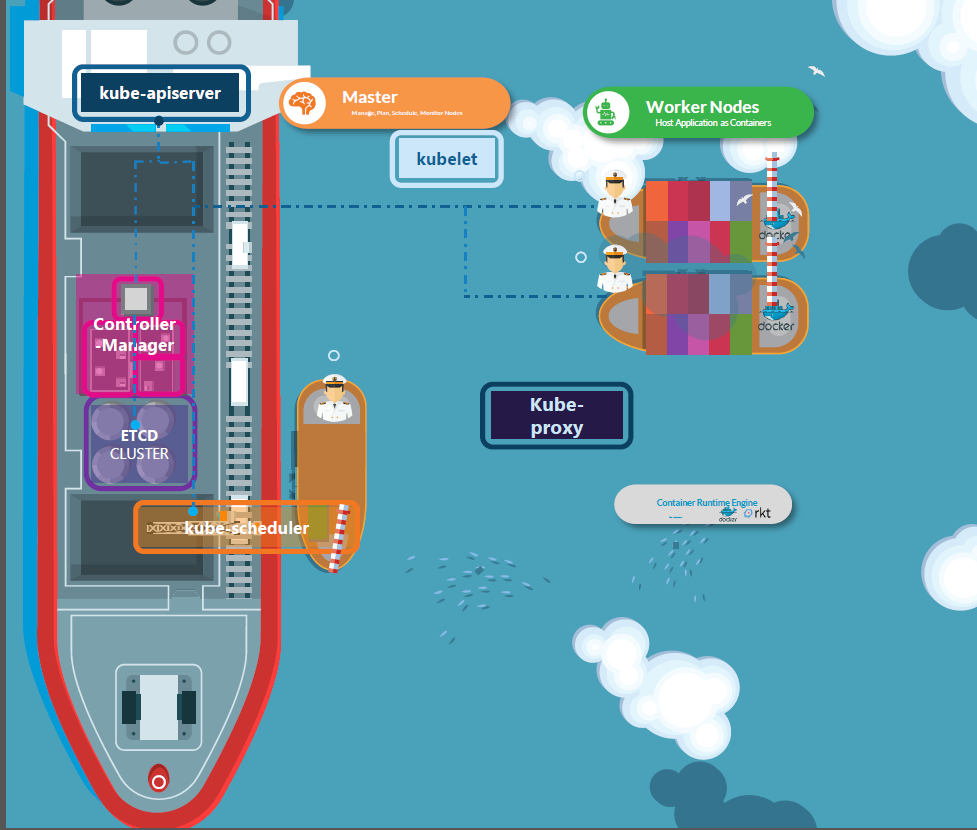 kube-apiserver
Master
Manage, Plan, Schedule, Monitor Nodes
Worker Nodes
Host Application as Containers
kubelet
docker
docker
Controller
-Manager
Kube-
proxy
ETCD
CLUSTER
Container Runtime Engine
docker
rkt
kube-scheduler